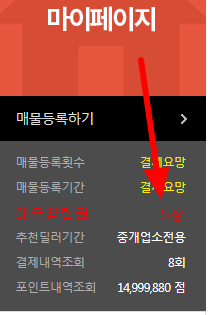 마이페이지
매물등록하기
매물등록횟수 결제요망
매물등록기간 결제요망
추천딜러기간 중개업소전용
결제내역조회 8회
포인트내역조회 14,999,880 점